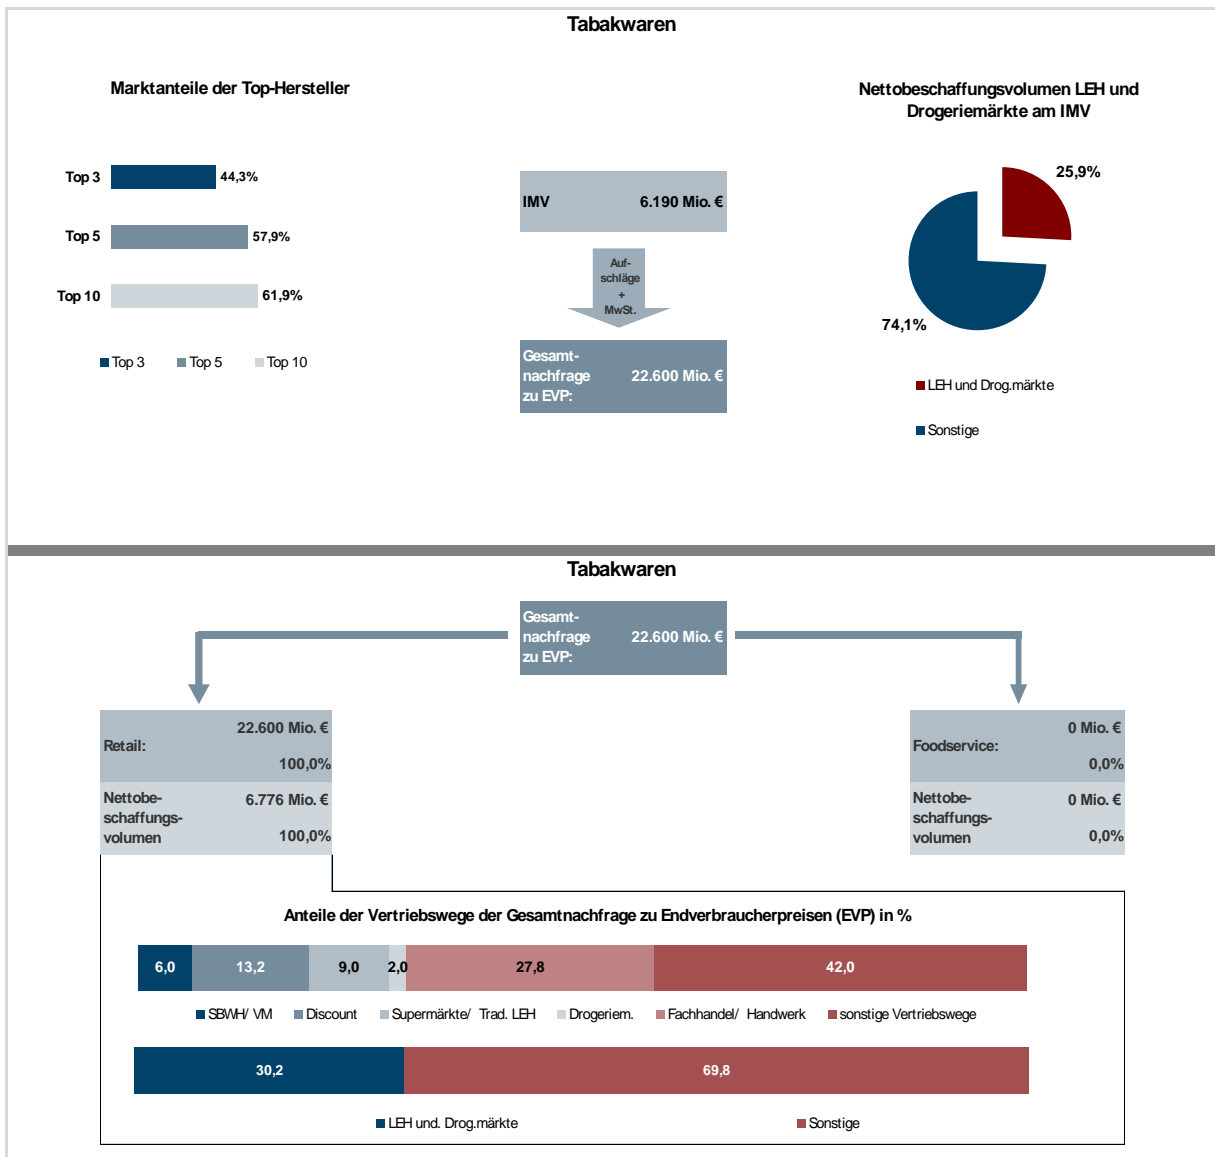 Tabakwaren
Marktanteile der Top-Hersteller
Top 3
44,3%
Top 5
57,9%
Top 10
61,9%
Top 3 Top 5 Top 10
IMV 6.190 Mio. €
Auf-
schläge
+
MwSt.
Gesamt-
nachfrage 22.600 Mio. €
zu EVP:
Nettobeschaffungsvolumen LEH und
Drogeriemärkte am IMV
25,9%
74,1%
LEH und Drog.märkte
Sonstige
Tabakwaren
Gesamt-
nachfrage 22.600 Mio. €
zu EVP:
22.600 Mio. €
Retail:
100,0%
Nettobe- 6.776 Mio. €
schaffungs-
volumen 100,0%
0 Mio. €
Foodservice:
0,0%
Nettobe- 0 Mio. €
schaffungs-
volumen 0,0%
Anteile der Vertriebswege der Gesamtnachfrage zu Endverbraucherpreisen (EVP) in %
6,0 13,2 9,0 2,0 27,8 42,0
SBWH/ VM Discount Supermärkte/ Trad. LEH Drogeriem. Fachhandel/ Handwerk sonstige Vertriebswege
30,2 69,8
LEH und. Drog.märkte Sonstige